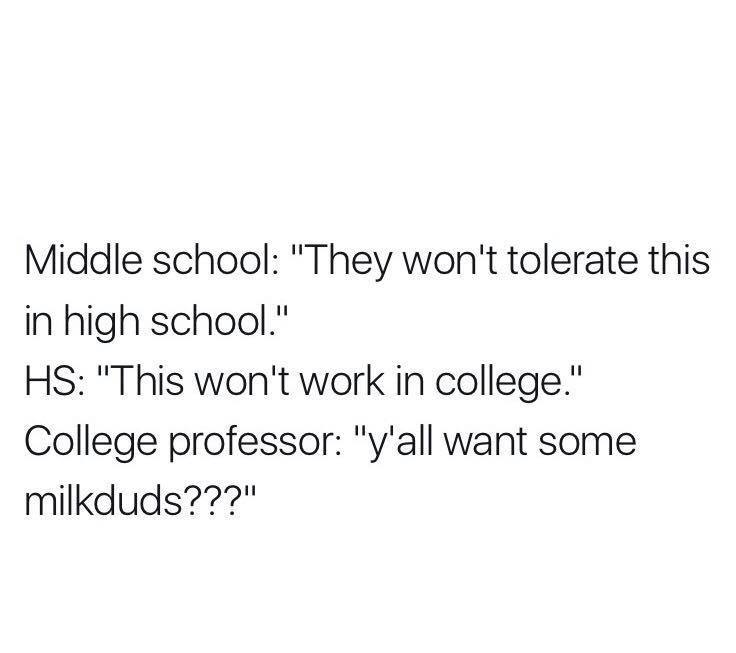 Middle school: "They won't tolerate this
in high school."
HS: "This won't work in college."
College professor: "y'all want some
milkduds???"